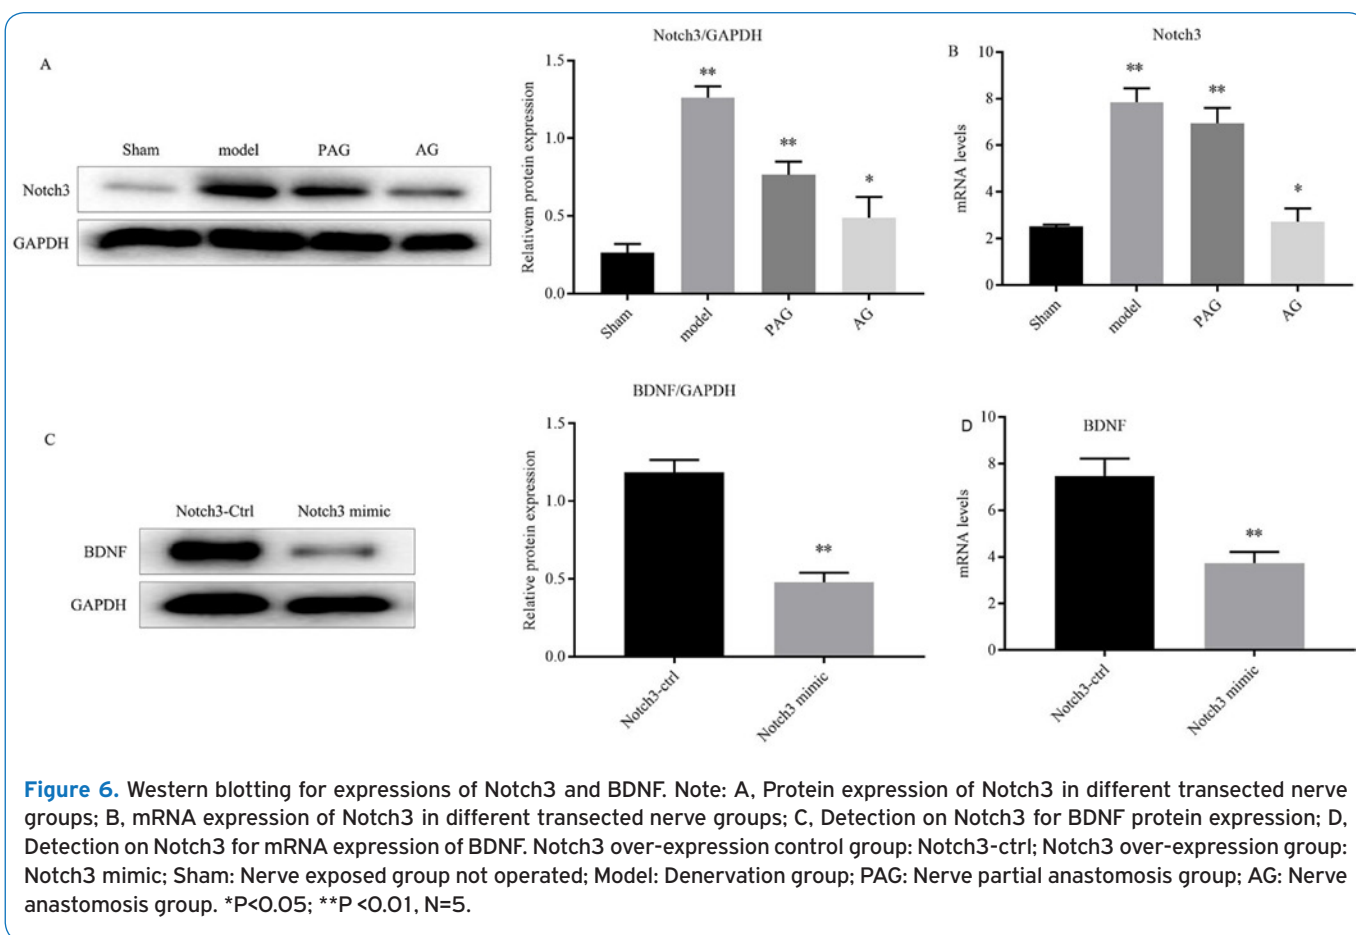 A
Sham model PAG AG
Notch3
GAPDH
Notch3/GAPDH
Relativem protein expression
1.5
1.0
0.5
0.0
**
**
*
Sham
model
PAG
AG
B
Notch3
mRNA levels
10
8
6
4
2
0
**
**
*
Sham
model
PAG
AG
C
Notch3-Ctrl Notch3 mimic
BDNF
GAPDH
BDNF/GAPDH
Relative protein expression
1.5
1.0
0.5
0.0
**
Notch3-ctrl
Notch3 mimic
D
BDNF
mRNA levels
10
8
6
4
2
0
**
Notch3-ctrl
Notch3 mimic
Figure 6. Western blotting for expressions of Notch3 and BDNF. Note: A, Protein expression of Notch3 in different transected nerve
groups; B, mRNA expression of Notch3 in different transected nerve groups; C, Detection on Notch3 for BDNF protein expression; D,
Detection on Notch3 for mRNA expression of BDNF. Notch3 over-expression control group: Notch3-ctrl; Notch3 over-expression group:
Notch3 mimic; Sham: Nerve exposed group not operated; Model: Denervation group; PAG: Nerve partial anastomosis group; AG: Nerve
anastomosis group. *P<0.05; **P <0.01, N=5.